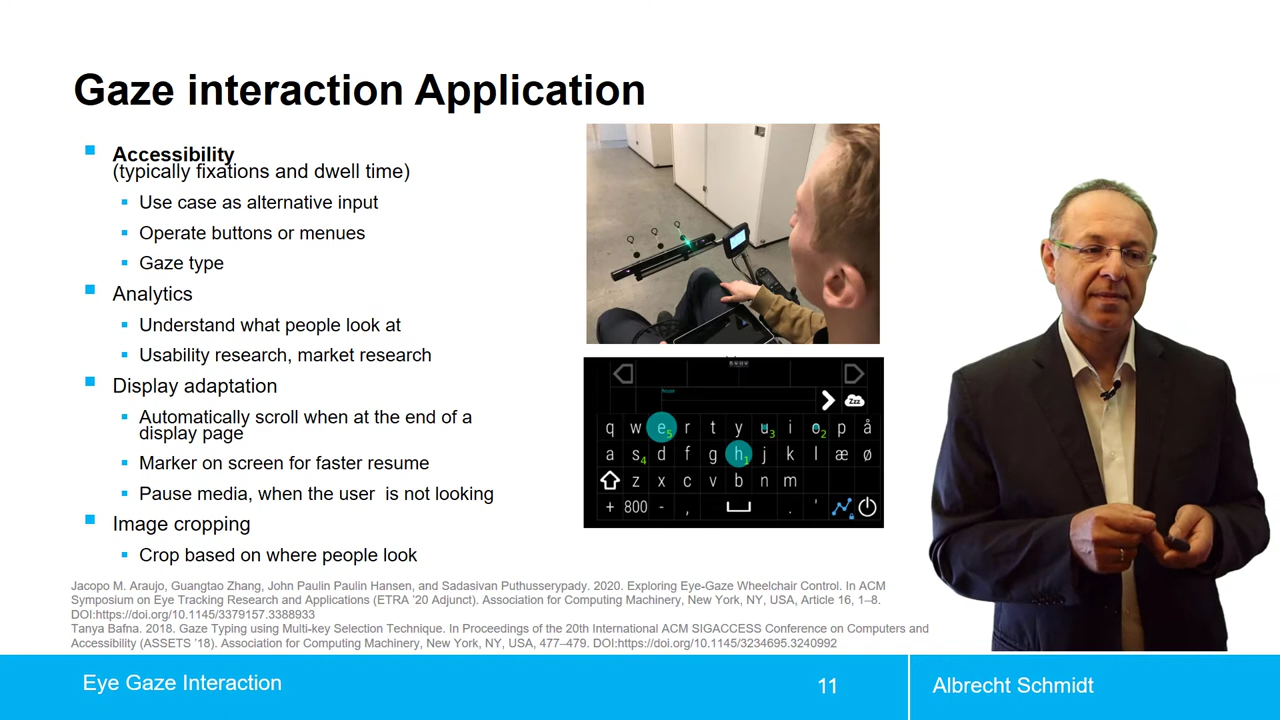 Gaze interaction Application
Accessibility
(typically fixations and dwell time)
Use case as alternative input
Operate buttons or menues
Gaze type
Analytics
Understand what people look at
Usability research, market research
Display adaptation
Automatically scroll when at the end of a
display page
Marker on screen for faster resume
Pause media, when the user is not looking
Image cropping
Crop based on where people look
Zzz
q w e5 r t y u3 i o2 p å
a s4 d f g h1 j k l æ ø
z x c v b n m
+ 800 - , . '
Jacopo M. Araujo, Guangtao Zhang, John Paulin Paulin Hansen, and Sadasivan Puthusserypady. 2020. Exploring Eye-Gaze Wheelchair Control. In ACM
Symposium on Eye Tracking Research and Applications (ETRA '20 Adjunct). Association for Computing Machinery, New York, NY, USA, Article 16, 1–8.
DOI:https://doi.org/10.1145/3379157.3388933
Tanya Bafna. 2018. Gaze Typing using Multi-key Selection Technique. In Proceedings of the 20th International ACM SIGACCESS Conference on Computers and
Accessibility (ASSETS '18). Association for Computing Machinery, New York, NY, USA, 477–479. DOI:https://doi.org/10.1145/3234695.3240992
Eye Gaze Interaction
11
Albrecht Schmidt